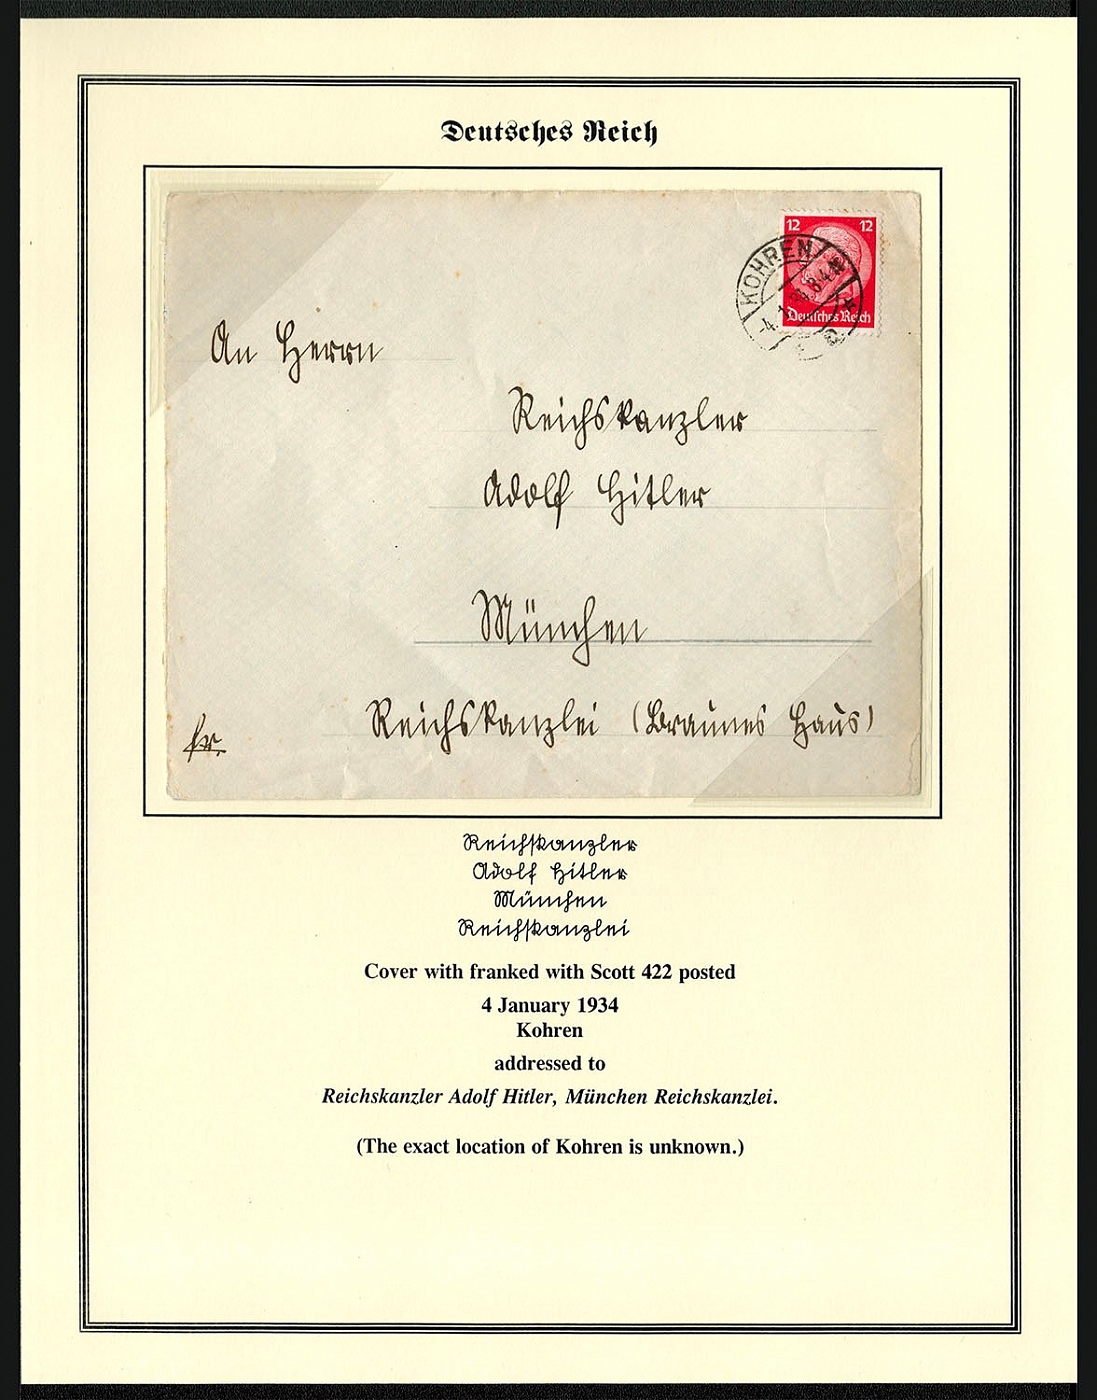 Deutsches Reich
12 12
KOHREN
Deutsches Reich
An Herrn
Reichskanzler
Adolf Hitler
München
Reichskanzlei (Braunes Haus)
fr.
Reichskanzler
Adolf Hitler
München
Reichskanzlei
Cover with franked with Scott 422 posted
4 January 1934
Kohren
addressed to
Reichskanzler Adolf Hitler, München Reichskanzlei.
(The exact location of Kohren is unknown.)